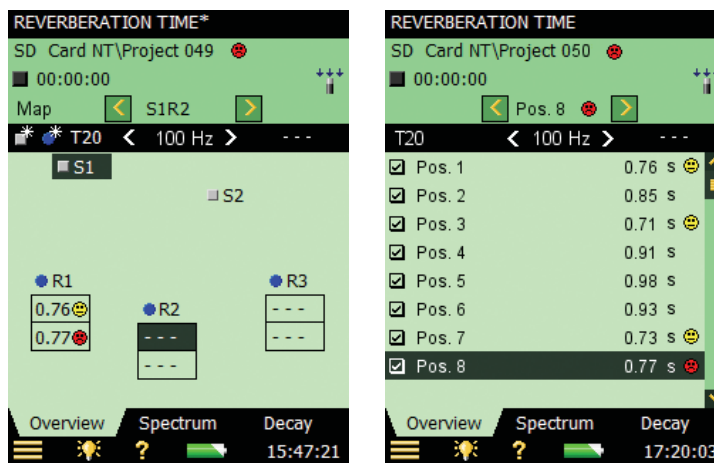 REVERBERATION TIME*
SD Card NT\Project 049
00:00:00
Map < S1R2 >
T20 < 100 Hz > ---
S1
S2
R1
R2
R3
0.76
0.77
---
---
---
---
Overview Spectrum Decay
? 15:47:21
REVERBERATION TIME
SD Card NT\Project 050
00:00:00
< Pos. 8 >
T20 < 100 Hz > ---
Pos. 1 0.76 s
Pos. 2 0.85 s
Pos. 3 0.71 s
Pos. 4 0.91 s
Pos. 5 0.98 s
Pos. 6 0.93 s
Pos. 7 0.73 s
Pos. 8 0.77 s
Overview Spectrum Decay
? 17:20:03